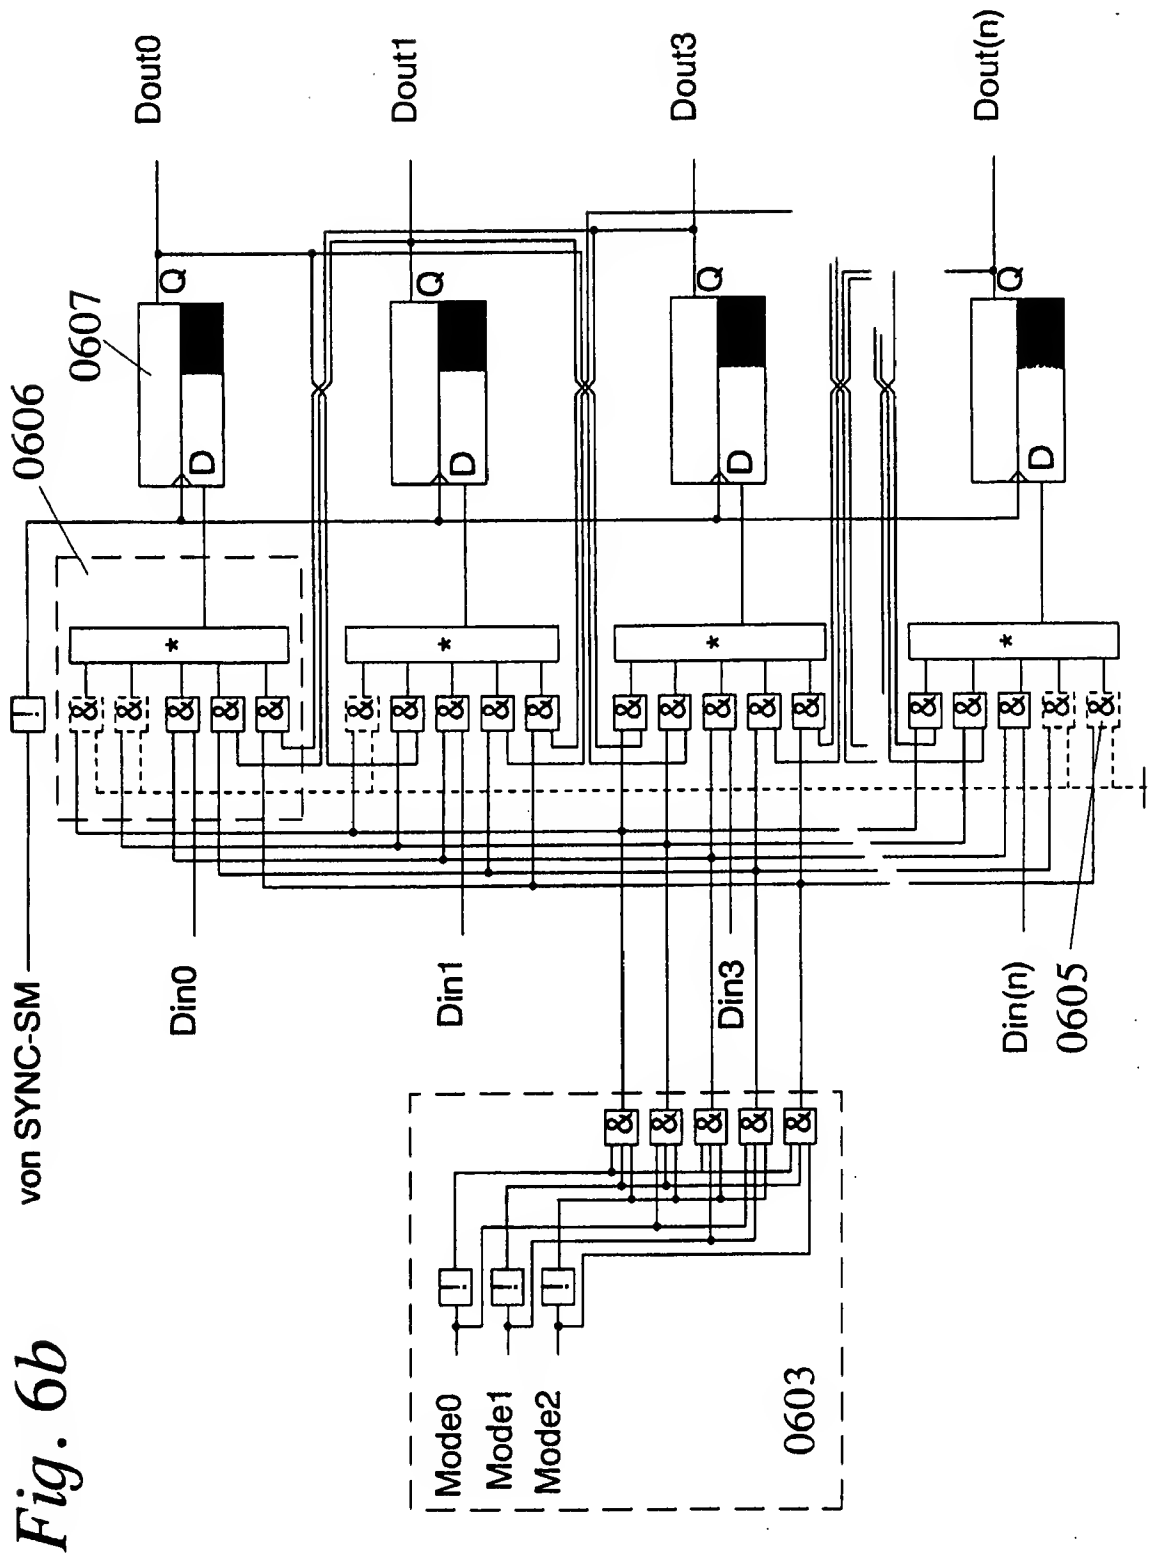 Fig. 6b
von SYNC-SM
!
0606
0607
Dout0
Dout1
Dout3
Dout(n)
Q
Q
Q
Q
D
D
D
D
*
*
*
*
& & & & &
& & & & &
& & & & &
& & & & &
Din0
Din1
Din3
Din(n)
0605
& & & & &
! ! !
Mode0
Mode1
Mode2
0603